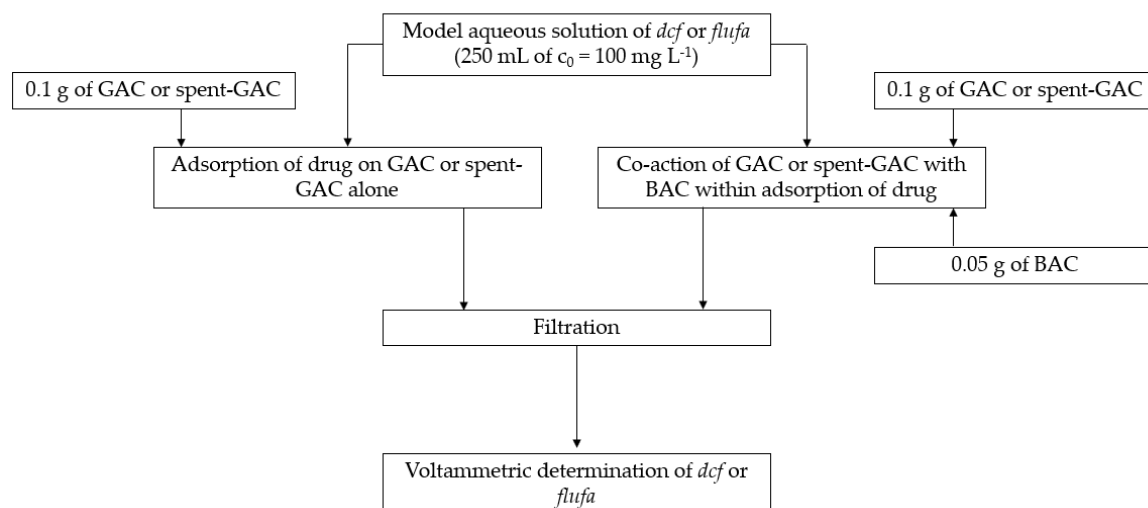 Model aqueous solution of dcf or flufa
(250 mL of c₀ = 100 mg L⁻¹)
0.1 g of GAC or spent-GAC
0.1 g of GAC or spent-GAC
Adsorption of drug on GAC or spent-
GAC alone
Co-action of GAC or spent-GAC with
BAC within adsorption of drug
0.05 g of BAC
Filtration
Voltammetric determination of dcf or
flufa